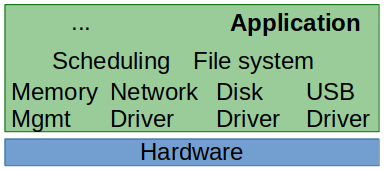 ... Application
Scheduling File system
Memory Network Disk USB
Mgmt Driver Driver Driver
Hardware